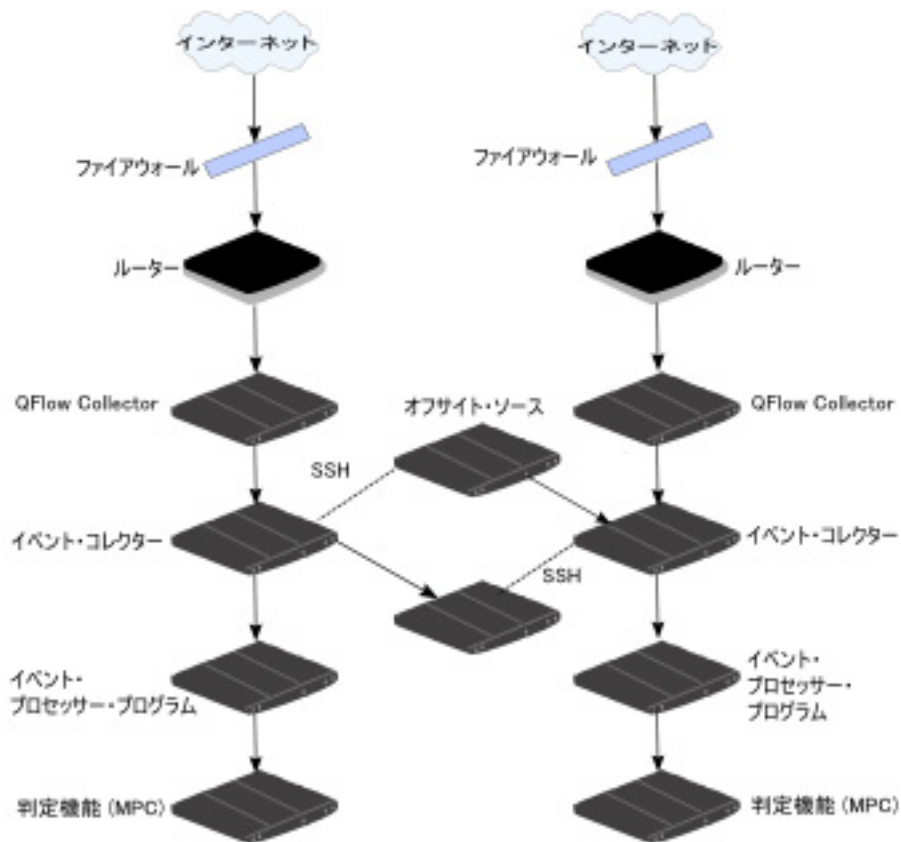 インターネット
インターネット
ファイアウォール
ファイアウォール
ルーター
ルーター
QFlow Collector
オフサイト・ソース
QFlow Collector
SSH
イベント・コレクター
イベント・コレクター
SSH
イベント・
プロセッサー・プログラム
イベント・
プロセッサー・
プログラム
判定機能 (MPC)
判定機能 (MPC)